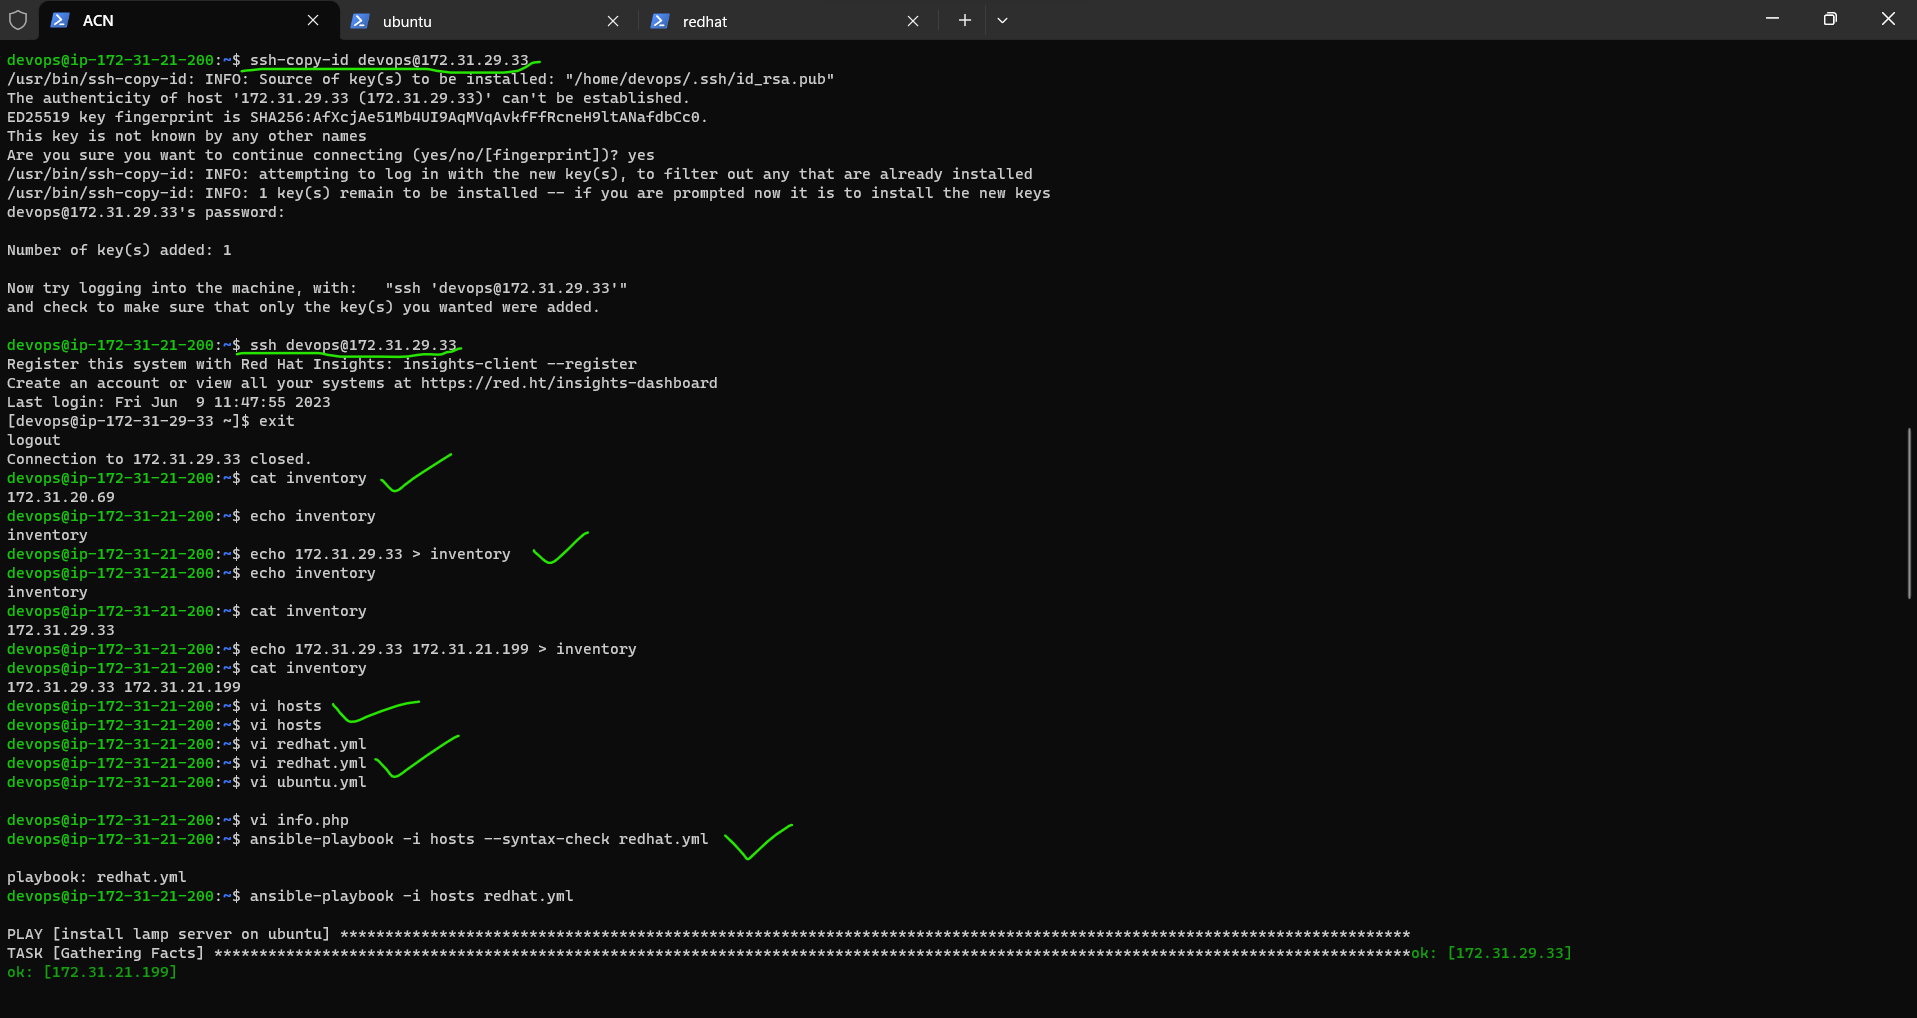 ACN
ubuntu
redhat
devops@ip-172-31-21-200:~$ ssh-copy-id devops@172.31.29.33
/usr/bin/ssh-copy-id: INFO: Source of key(s) to be installed: "/home/devops/.ssh/id_rsa.pub"
The authenticity of host '172.31.29.33 (172.31.29.33)' can't be established.
ED25519 key fingerprint is SHA256:AfXcjAe51Mb4UI9AqMVqAvkfFfRcneH9ltANafdbCc0.
This key is not known by any other names
Are you sure you want to continue connecting (yes/no/[fingerprint])? yes
/usr/bin/ssh-copy-id: INFO: attempting to log in with the new key(s), to filter out any that are already installed
/usr/bin/ssh-copy-id: INFO: 1 key(s) remain to be installed -- if you are prompted now it is to install the new keys
devops@172.31.29.33's password:
Number of key(s) added: 1
Now try logging into the machine, with:   "ssh 'devops@172.31.29.33'"
and check to make sure that only the key(s) you wanted were added.
devops@ip-172-31-21-200:~$ ssh devops@172.31.29.33
Register this system with Red Hat Insights: insights-client --register
Create an account or view all your systems at https://red.ht/insights-dashboard
Last login: Fri Jun  9 11:47:55 2023
[devops@ip-172-31-29-33 ~]$ exit
logout
Connection to 172.31.29.33 closed.
devops@ip-172-31-21-200:~$ cat inventory
172.31.20.69
devops@ip-172-31-21-200:~$ echo inventory
inventory
devops@ip-172-31-21-200:~$ echo 172.31.29.33 > inventory
devops@ip-172-31-21-200:~$ echo inventory
inventory
devops@ip-172-31-21-200:~$ cat inventory
172.31.29.33
devops@ip-172-31-21-200:~$ echo 172.31.29.33 172.31.21.199 > inventory
devops@ip-172-31-21-200:~$ cat inventory
172.31.29.33 172.31.21.199
devops@ip-172-31-21-200:~$ vi hosts
devops@ip-172-31-21-200:~$ vi hosts
devops@ip-172-31-21-200:~$ vi redhat.yml
devops@ip-172-31-21-200:~$ vi redhat.yml
devops@ip-172-31-21-200:~$ vi ubuntu.yml
devops@ip-172-31-21-200:~$ vi info.php
devops@ip-172-31-21-200:~$ ansible-playbook -i hosts --syntax-check redhat.yml
playbook: redhat.yml
devops@ip-172-31-21-200:~$ ansible-playbook -i hosts redhat.yml
PLAY [install lamp server on ubuntu] ***********************************************************************************************************************
TASK [Gathering Facts] *************************************************************************************************************************************ok: [172.31.29.33]
ok: [172.31.21.199]